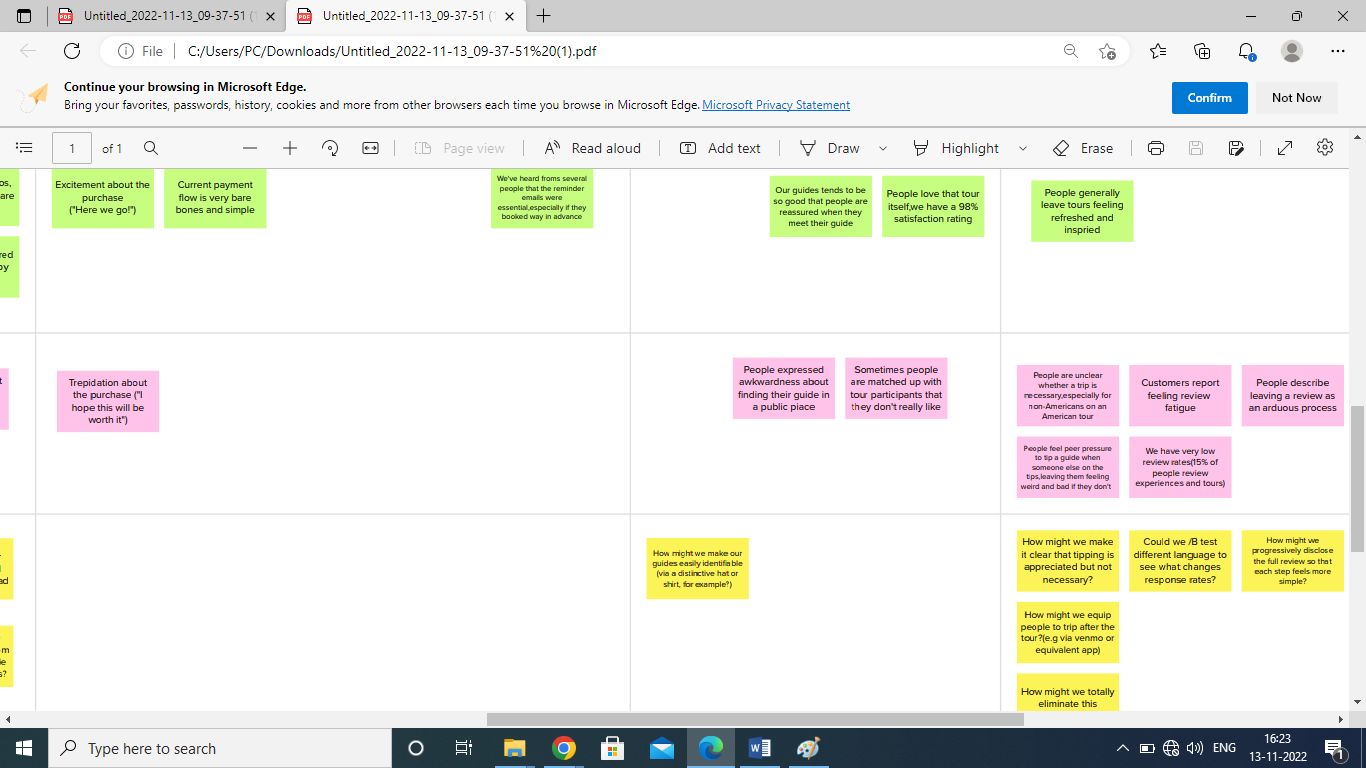 Untitled_2022-11-13_09-37-51 (
Untitled_2022-11-13_09-37-51 (
File
C:/Users/PC/Downloads/Untitled_2022-11-13_09-37-51%20(1).pdf
Continue your browsing in Microsoft Edge.
Bring your favorites, passwords, history, cookies and more from other browsers each time you browse in Microsoft Edge. Microsoft Privacy Statement
Confirm
Not Now
1 of 1
Page view
Read aloud
Add text
Draw
Highlight
Erase
os,
are
Excitement about the
purchase
("Here we go!")
Current payment
flow is very bare
bones and simple
We've heard froms several
people that the reminder
emails were
essential,especially if they
booked way in advance
Our guides tends to be
so good that people are
reassured when they
meet their guide
People love that tour
itself,we have a 98%
satisfaction rating
People generally
leave tours feeling
refreshed and
inspried
red
by
t
Trepidation about
the purchase ("I
hope this will be
worth it")
People expressed
awkwardness about
finding their guide in
a public piace
Sometimes people
are matched up with
tour participants that
they don't really like
People are unclear
whether a trip is
necessary,especially for
non-Americans on an
American tour
Customers report
feeling review
fatigue
People describe
leaving a review as
an arduous process
People feel peer pressure
to tip a guide when
someone else on the
tips,leaving them feeling
weird and bad if they don't
We have very low
review rates(15% of
people review
experiences and tours)
ad
How might we make our
guides easily identifiable
(via a distinctive hat or
shirt, for example?)
How might we make
it clear that tipping is
appreciated but not
necessary?
Could we /B test
different language to
see what changes
response rates?
How might we
progressively disclose
the full review so that
each step feels more
simple?
-m
ie
s?
How might we equip
people to trip after the
tour?(e.g via venmo or
equivalent app)
How might we totally
eliminate this
Type here to search
ENG
16:23
13-11-2022
1